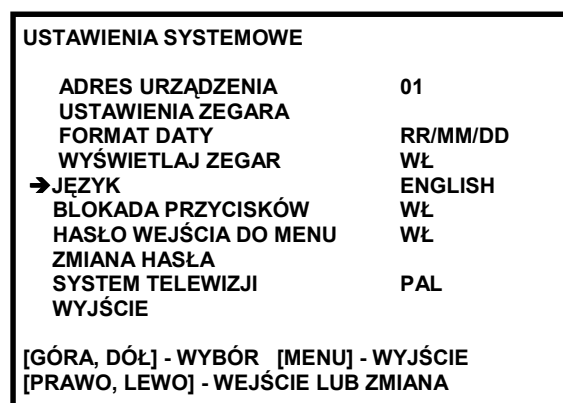 USTAWIENIA SYSTEMOWE
ADRES URZĄDZENIA 01
USTAWIENIA ZEGARA
FORMAT DATY RR/MM/DD
WYŚWIETLAJ ZEGAR WŁ
➔JĘZYK ENGLISH
BLOKADA PRZYCISKÓW WŁ
HASŁO WEJŚCIA DO MENU WŁ
ZMIANA HASŁA
SYSTEM TELEWIZJI PAL
WYJŚCIE
[GÓRA, DÓŁ] - WYBÓR [MENU] - WYJŚCIE
[PRAWO, LEWO] - WEJŚCIE LUB ZMIANA